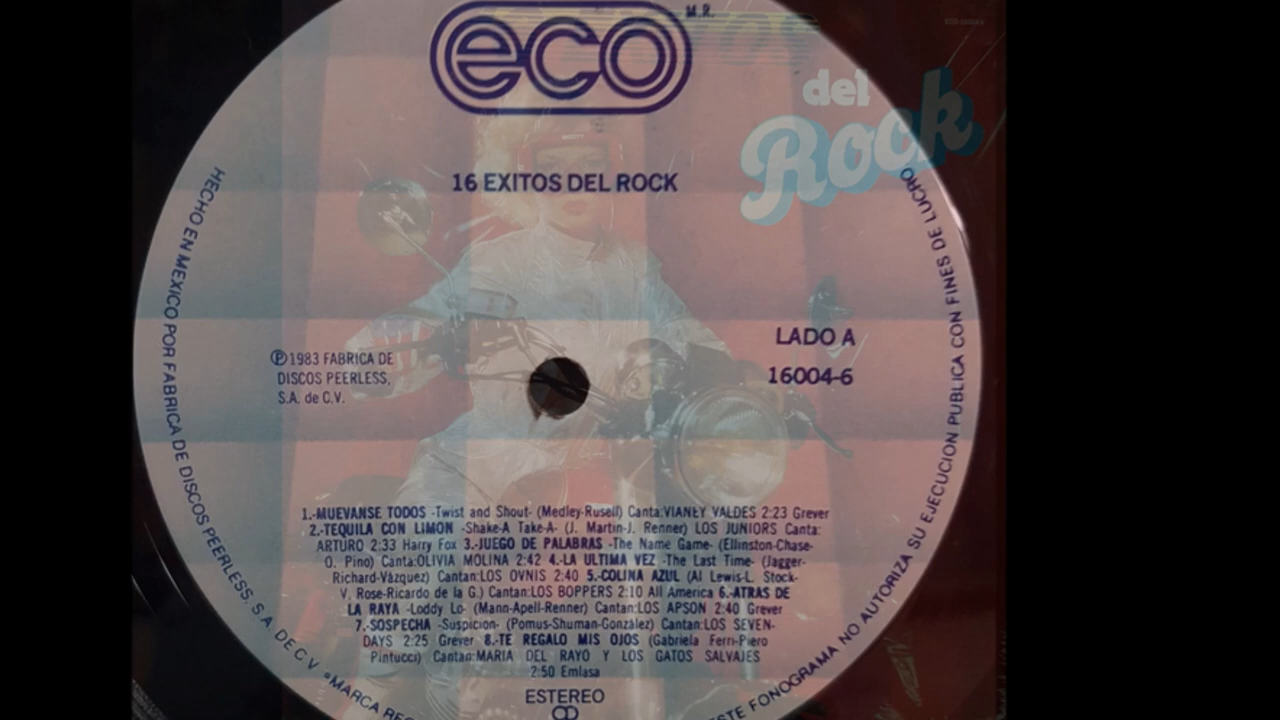 eco
M.R.
del
Rock
16 EXITOS DEL ROCK
LADO A
16004-6
Ⓟ1983 FABRICA DE
DISCOS PEERLESS,
S.A. de C.V.
1.-MUEVANSE TODOS -Twist and Shout- (Medley-Rusell) Canta:VIANEY VALDES 2:23 Grever
2.-TEQUILA CON LIMON -Shake-A Take-A- (J. Martin-J. Renner) LOS JUNIORS Canta:
ARTURO 2:33 Harry Fox 3.-JUEGO DE PALABRAS -The Name Game- (Ellinston-Chase-
O. Pino) Canta:OLIVIA MOLINA 2:42 4.-LA ULTIMA VEZ -The Last Time- (Jagger-
Richard-Vázquez) Cantan:LOS OVNIS 2:40 5.-COLINA AZUL (Al Lewis-L. Stock-
V. Rose-Ricardo de la G.) Cantan:LOS BOPPERS 2:10 All America 6.-ATRAS DE
LA RAYA -Loddy Lo- (Mann-Apell-Renner) Cantan:LOS APSON 2:40 Grever
7.-SOSPECHA -Suspicion- (Pomus-Shuman-González) Cantan:LOS SEVEN-
DAYS 2:25 Grever 8.-TE REGALO MIS OJOS (Gabriela Ferri-Piero
Pintucci) Cantan:MARIA DEL RAYO Y LOS GATOS SALVAJES
2:50 Emlasa
ESTEREO
HECHO EN MEXICO POR FABRICA DE DISCOS PEERLESS, S.A. DE C.V. MARCA
ESTE FONOGRAMA NO AUTORIZA SU EJECUCION PUBLICA CON FINES DE LUCRO